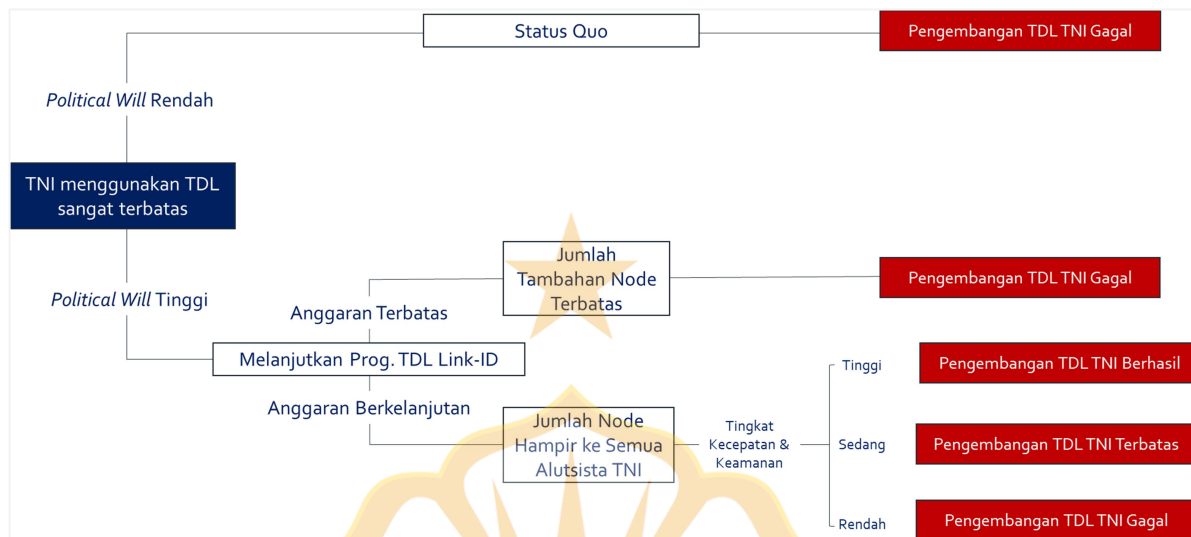 Status Quo
Pengembangan TDL TNI Gagal
Political Will Rendah
TNI menggunakan TDL
sangat terbatas
Political Will Tinggi
Jumlah
Tambahan Node
Terbatas
Pengembangan TDL TNI Gagal
Anggaran Terbatas
Melanjutkan Prog. TDL Link-ID
Anggaran Berkelanjutan
Jumlah Node
Hampir ke Semua
Alutsista TNI
Tingkat
Kecepatan &
Keamanan
Tinggi
Pengembangan TDL TNI Berhasil
Sedang
Pengembangan TDL TNI Terbatas
Rendah
Pengembangan TDL TNI Gagal